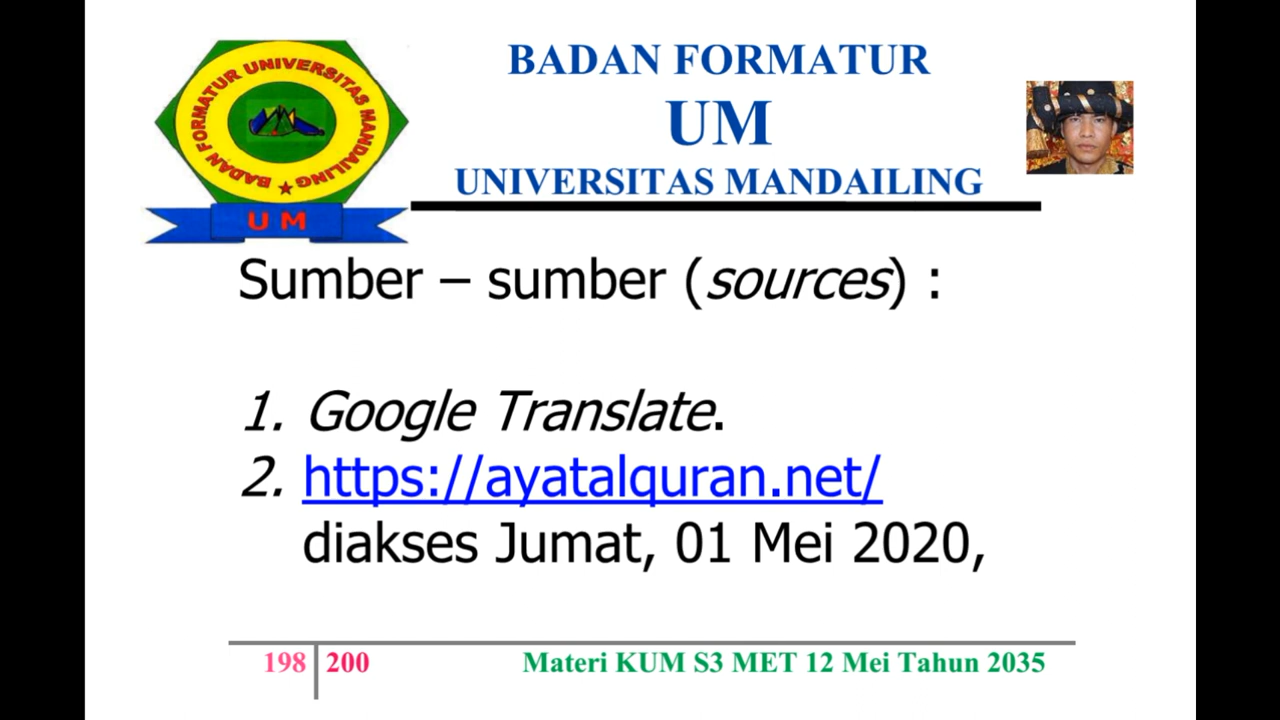 BADAN FORMATUR UNIVERSITAS MANDAILING
UM
BADAN FORMATUR
UM
UNIVERSITAS MANDAILING
Sumber – sumber (sources) :
1. Google Translate.
2. https://ayatalquran.net/
diakses Jumat, 01 Mei 2020,
198 200 Materi KUM S3 MET 12 Mei Tahun 2035